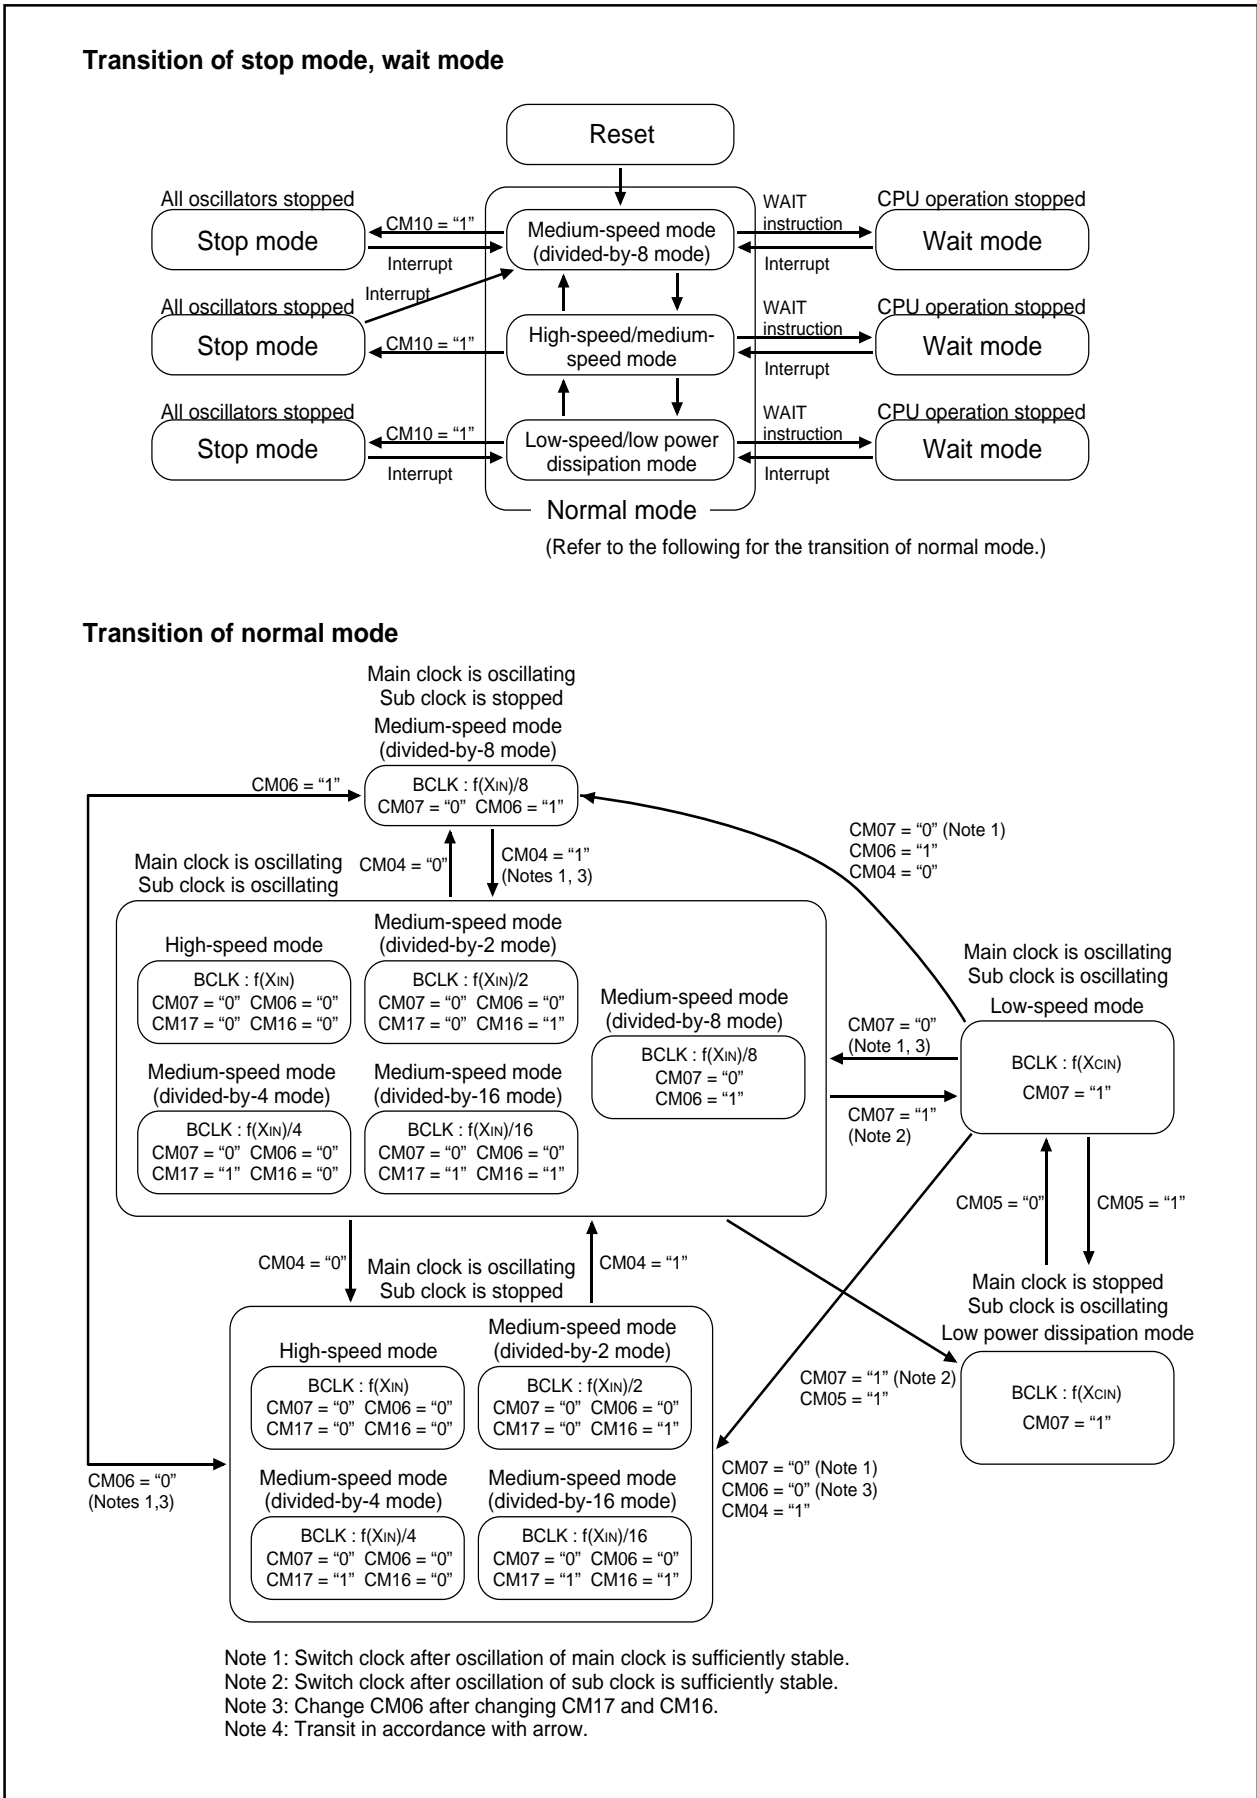 Transition of stop mode, wait mode
Reset
All oscillators stopped
Stop mode
CM10 = “1”
Interrupt
Medium-speed mode
(divided-by-8 mode)
WAIT
instruction
Interrupt
CPU operation stopped
Wait mode
Interrupt
All oscillators stopped
Stop mode
CM10 = “1”
High-speed/medium-
speed mode
WAIT
instruction
Interrupt
CPU operation stopped
Wait mode
All oscillators stopped
Stop mode
CM10 = “1”
Interrupt
Low-speed/low power
dissipation mode
WAIT
instruction
Interrupt
CPU operation stopped
Wait mode
Normal mode
(Refer to the following for the transition of normal mode.)
Transition of normal mode
Main clock is oscillating
Sub clock is stopped
Medium-speed mode
(divided-by-8 mode)
CM06 = “1”
BCLK : f(XIN)/8
CM07 = “0” CM06 = “1”
CM07 = “0” (Note 1)
CM06 = “1”
CM04 = “0”
Main clock is oscillating
Sub clock is oscillating
CM04 = “0”
CM04 = “1”
(Notes 1, 3)
High-speed mode
BCLK : f(XIN)
CM07 = “0” CM06 = “0”
CM17 = “0” CM16 = “0”
Medium-speed mode
(divided-by-2 mode)
BCLK : f(XIN)/2
CM07 = “0” CM06 = “0”
CM17 = “0” CM16 = “1”
Medium-speed mode
(divided-by-8 mode)
BCLK : f(XIN)/8
CM07 = “0”
CM06 = “1”
Medium-speed mode
(divided-by-4 mode)
BCLK : f(XIN)/4
CM07 = “0” CM06 = “0”
CM17 = “1” CM16 = “0”
Medium-speed mode
(divided-by-16 mode)
BCLK : f(XIN)/16
CM07 = “0” CM06 = “0”
CM17 = “1” CM16 = “1”
CM07 = “0”
(Note 1, 3)
CM07 = “1”
(Note 2)
Main clock is oscillating
Sub clock is oscillating
Low-speed mode
BCLK : f(XCIN)
CM07 = “1”
CM05 = “0”
CM05 = “1”
CM04 = “0”
Main clock is oscillating
Sub clock is stopped
CM04 = “1”
Main clock is stopped
Sub clock is oscillating
Low power dissipation mode
BCLK : f(XCIN)
CM07 = “1”
CM07 = “1” (Note 2)
CM05 = “1”
High-speed mode
BCLK : f(XIN)
CM07 = “0” CM06 = “0”
CM17 = “0” CM16 = “0”
Medium-speed mode
(divided-by-2 mode)
BCLK : f(XIN)/2
CM07 = “0” CM06 = “0”
CM17 = “0” CM16 = “1”
CM06 = “0”
(Notes 1,3)
Medium-speed mode
(divided-by-4 mode)
BCLK : f(XIN)/4
CM07 = “0” CM06 = “0”
CM17 = “1” CM16 = “0”
Medium-speed mode
(divided-by-16 mode)
BCLK : f(XIN)/16
CM07 = “0” CM06 = “0”
CM17 = “1” CM16 = “1”
CM07 = “0” (Note 1)
CM06 = “0” (Note 3)
CM04 = “1”
Note 1: Switch clock after oscillation of main clock is sufficiently stable.
Note 2: Switch clock after oscillation of sub clock is sufficiently stable.
Note 3: Change CM06 after changing CM17 and CM16.
Note 4: Transit in accordance with arrow.